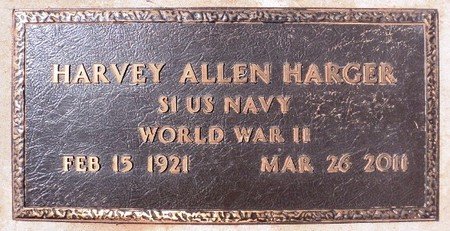 HARVEY ALLEN HARGER
S1 US NAVY
WORLD WAR II
FEB 15 1921 MAR 26 2011